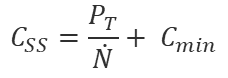 C_SS = P_T / Ṅ + C_min